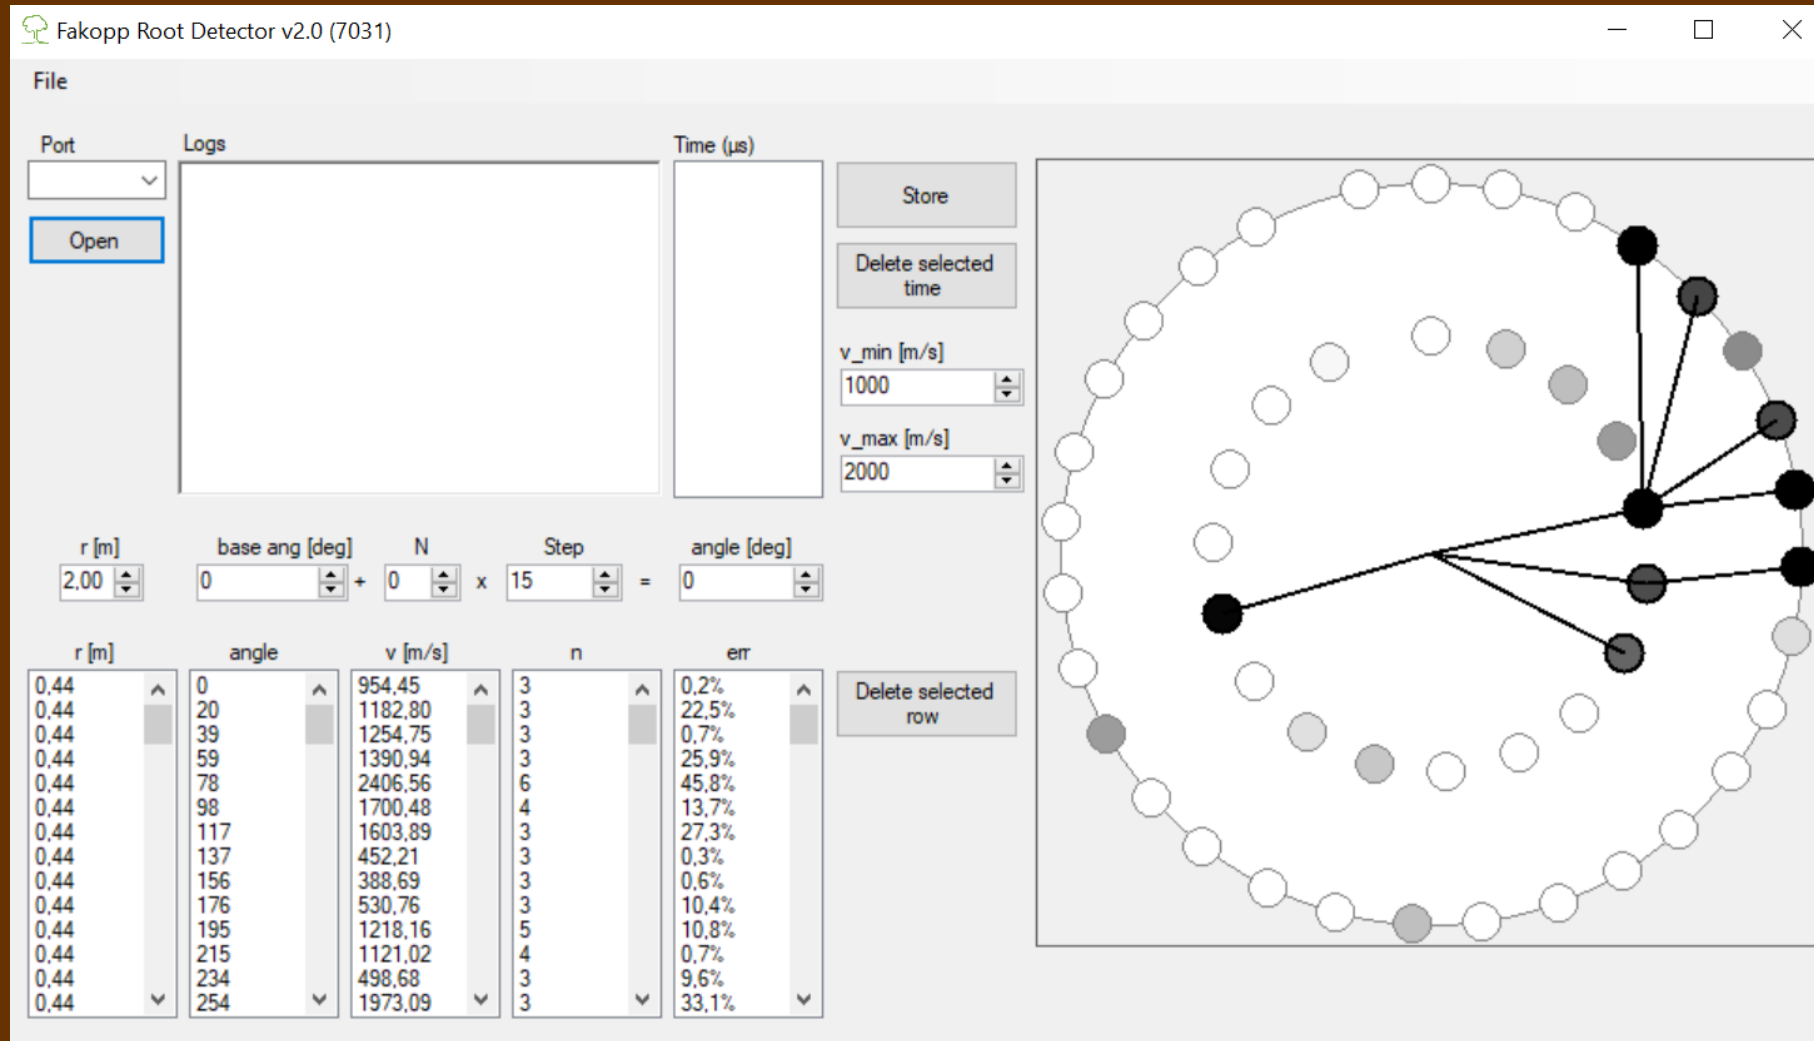 Fakopp Root Detector v2.0 (7031)
File
Port
Logs
Time (µs)
Open
Store
Delete selected
time
v_min [m/s]
1000
v_max [m/s]
2000
r [m] base ang [deg] N Step angle [deg]
2,00 0 + 0 x 15 = 0
r [m] angle v [m/s] n err
0,44 0 954,45 3 0,2%
0,44 20 1182,80 3 22,5%
0,44 39 1254,75 3 0,7%
0,44 59 1390,94 3 25,9%
0,44 78 2406,56 6 45,8%
0,44 98 1700,48 4 13,7%
0,44 117 1603,89 3 27,3%
0,44 137 452,21 3 0,3%
0,44 156 388,69 3 0,6%
0,44 176 530,76 3 10,4%
0,44 195 1218,16 5 10,8%
0,44 215 1121,02 4 0,7%
0,44 234 498,68 3 9,6%
0,44 254 1973,09 3 33,1%
Delete selected
row